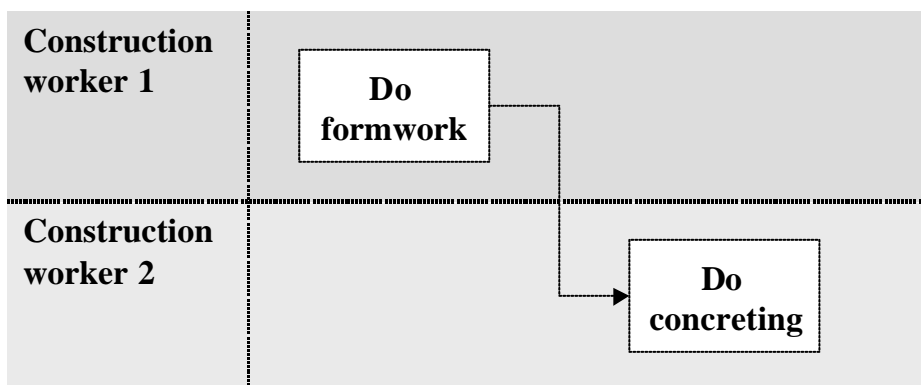 Construction
worker 1
Do
formwork
Construction
worker 2
Do
concreting